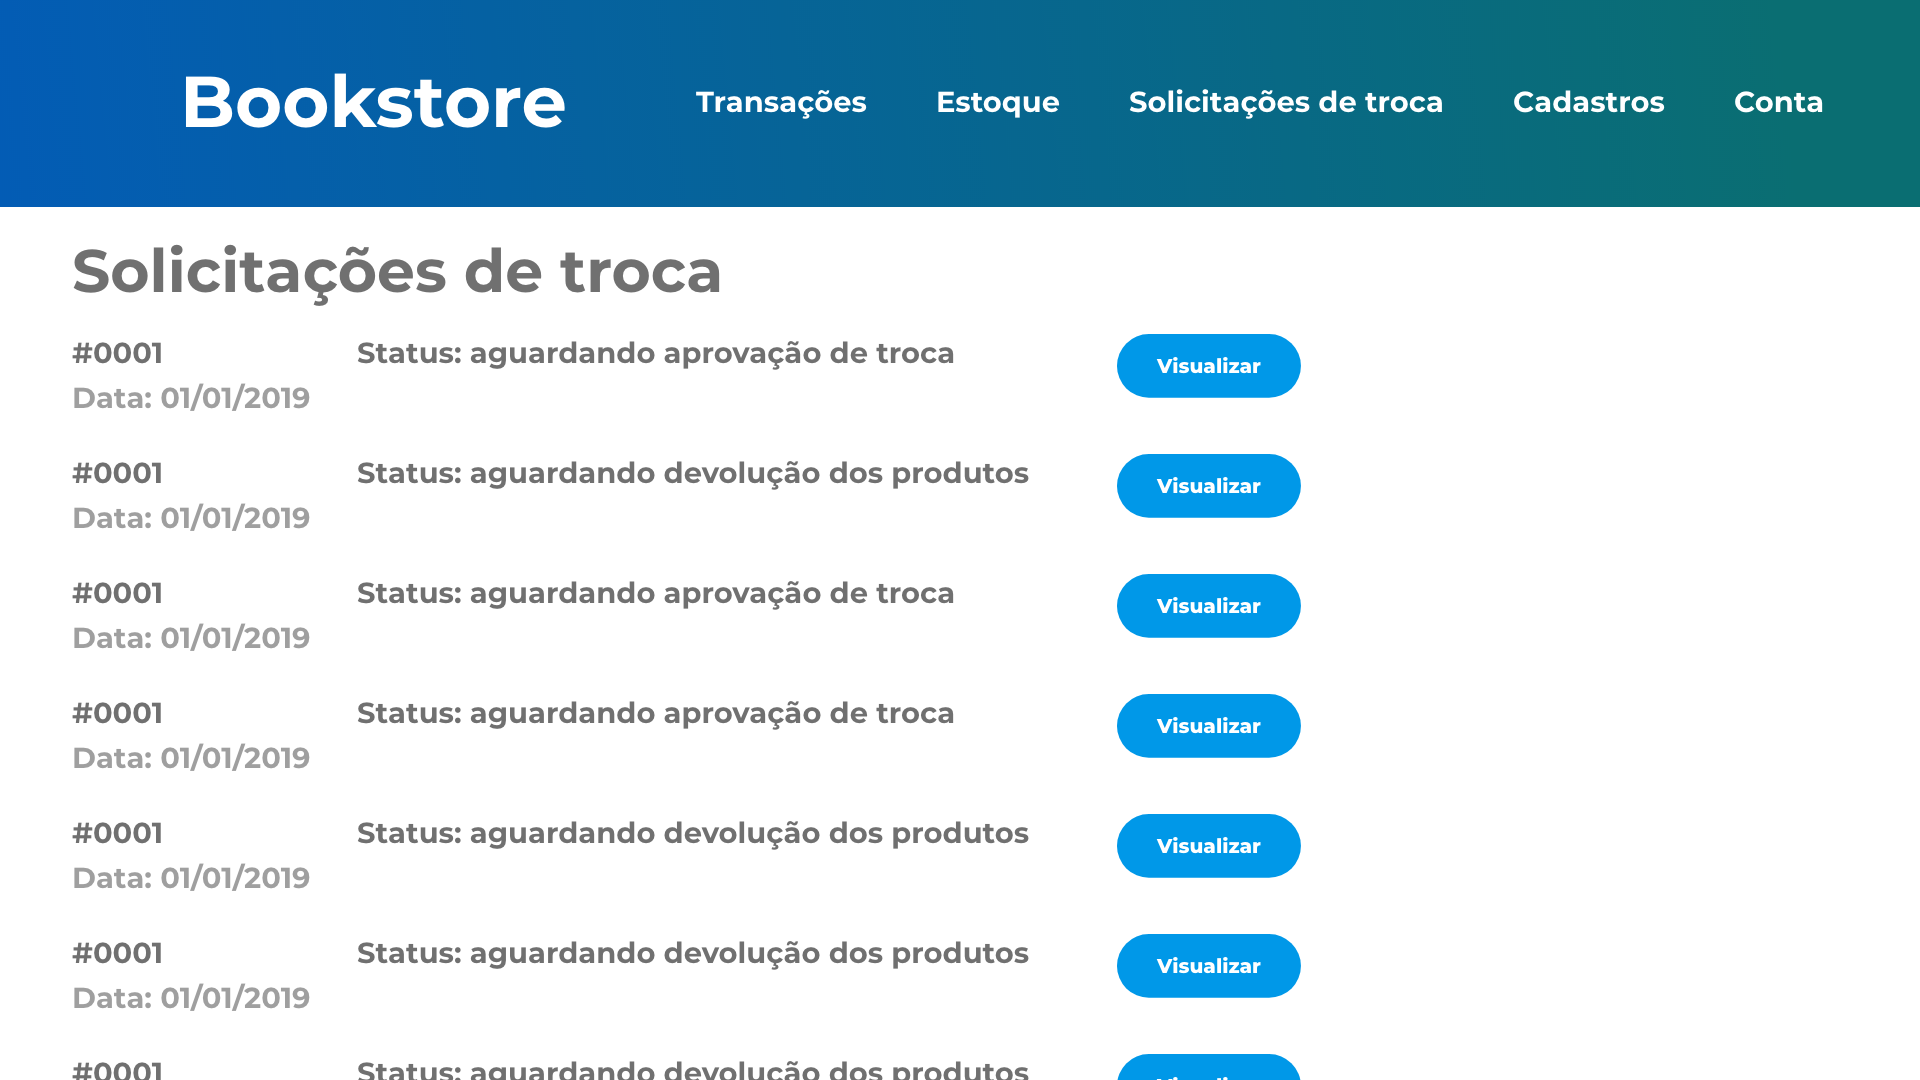 Bookstore
Transações Estoque Solicitações de troca Cadastros Conta
Solicitações de troca
#0001 Status: aguardando aprovação de troca Visualizar
Data: 01/01/2019
#0001 Status: aguardando devolução dos produtos Visualizar
Data: 01/01/2019
#0001 Status: aguardando aprovação de troca Visualizar
Data: 01/01/2019
#0001 Status: aguardando aprovação de troca Visualizar
Data: 01/01/2019
#0001 Status: aguardando devolução dos produtos Visualizar
Data: 01/01/2019
#0001 Status: aguardando devolução dos produtos Visualizar
Data: 01/01/2019
#0001 Status: aguardando devolução dos produtos